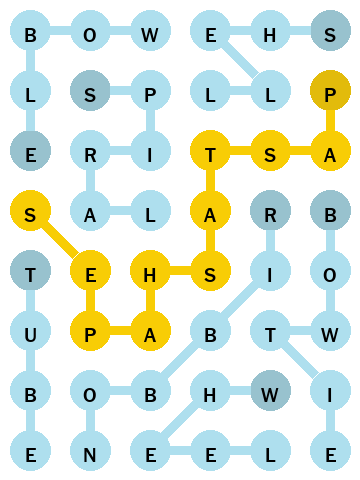 B O W E H S
L S P L L P
E R I T S A
S A L A R B
T E H S I O
U P A B T W
B O B H W I
E N E E L E